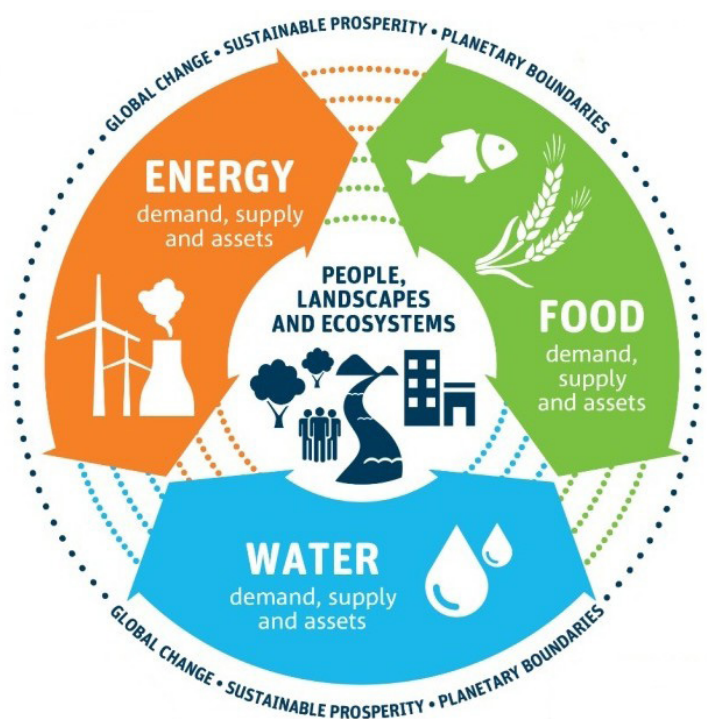 GLOBAL CHANGE • SUSTAINABLE PROSPERITY • PLANETARY BOUNDARIES
ENERGY
demand, supply
and assets
PEOPLE,
LANDSCAPES
AND ECOSYSTEMS
FOOD
demand,
supply
and assets
WATER
demand, supply
and assets
GLOBAL CHANGE • SUSTAINABLE PROSPERITY • PLANETARY BOUNDARIES